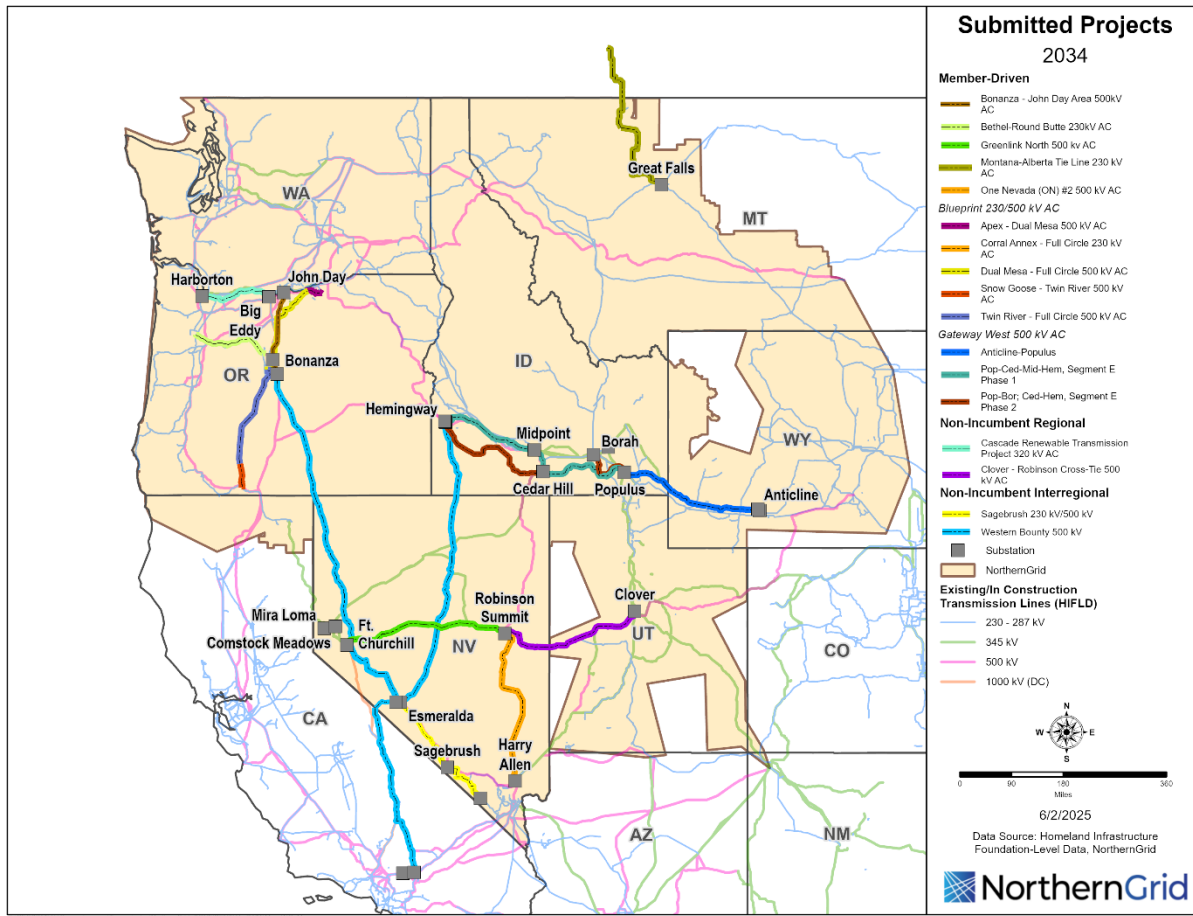 Submitted Projects
2034
Member-Driven
Bonanza - John Day Area 500kV
AC
Bethel-Round Butte 230kV AC
Greenlink North 500 kv AC
Montana-Alberta Tie Line 230 kV
AC
One Nevada (ON) #2 500 kV AC
Blueprint 230/500 kV AC
Apex - Dual Mesa 500 kV AC
Corral Annex - Full Circle 230 kV
AC
Dual Mesa - Full Circle 500 kV AC
Snow Goose - Twin River 500 kV
AC
Twin River - Full Circle 500 kV AC
Gateway West 500 kV AC
Anticline-Populus
Pop-Ced-Mid-Hem, Segment E
Phase 1
Pop-Bor; Ced-Hem, Segment E
Phase 2
Non-Incumbent Regional
Cascade Renewable Transmission
Project 320 kV AC
Clover - Robinson Cross-Tie 500
kV AC
Non-Incumbent Interregional
Sagebrush 230 kV/500 kV
Western Bounty 500 kV
Substation
NorthernGrid
Existing/In Construction
Transmission Lines (HIFLD)
230 - 287 kV
345 kV
500 kV
1000 kV (DC)
N
W E
S
0 90 180 360
Miles
6/2/2025
Data Source: Homeland Infrastructure
Foundation-Level Data, NorthernGrid
NorthernGrid
Great Falls
WA
MT
Harborton
John Day
Big
Eddy
Bonanza
OR
ID
Hemingway
Midpoint
Borah
WY
Cedar Hill
Populus
Anticline
Clover
Robinson
Summit
Mira Loma
Ft.
Churchill
Comstock Meadows
NV
UT
CO
CA
Esmeralda
Sagebrush
Harry
Allen
AZ
NM